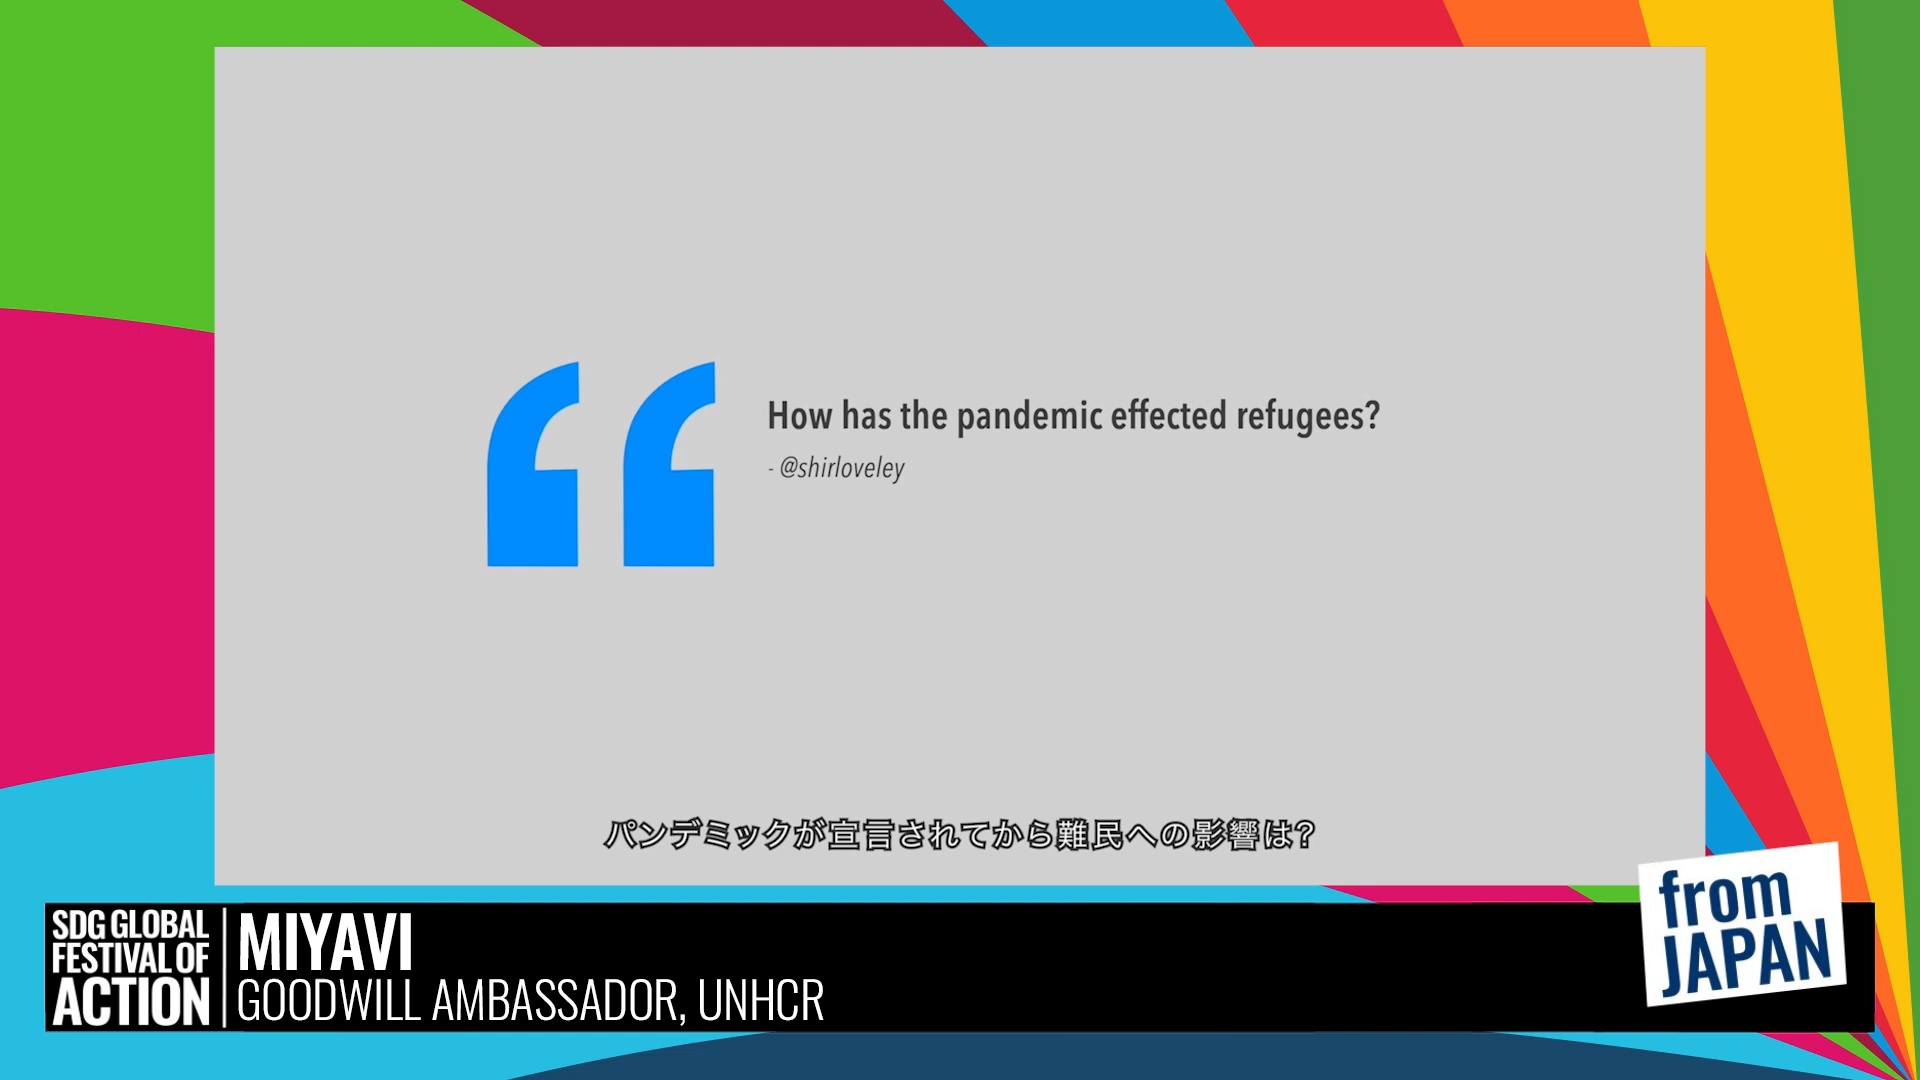 How has the pandemic effected refugees?
- @shirloveley
パンデミックが宣言されてから難民への影響は?
SDG GLOBAL
FESTIVAL OF
ACTION
MIYAVI
GOODWILL AMBASSADOR, UNHCR
from
JAPAN